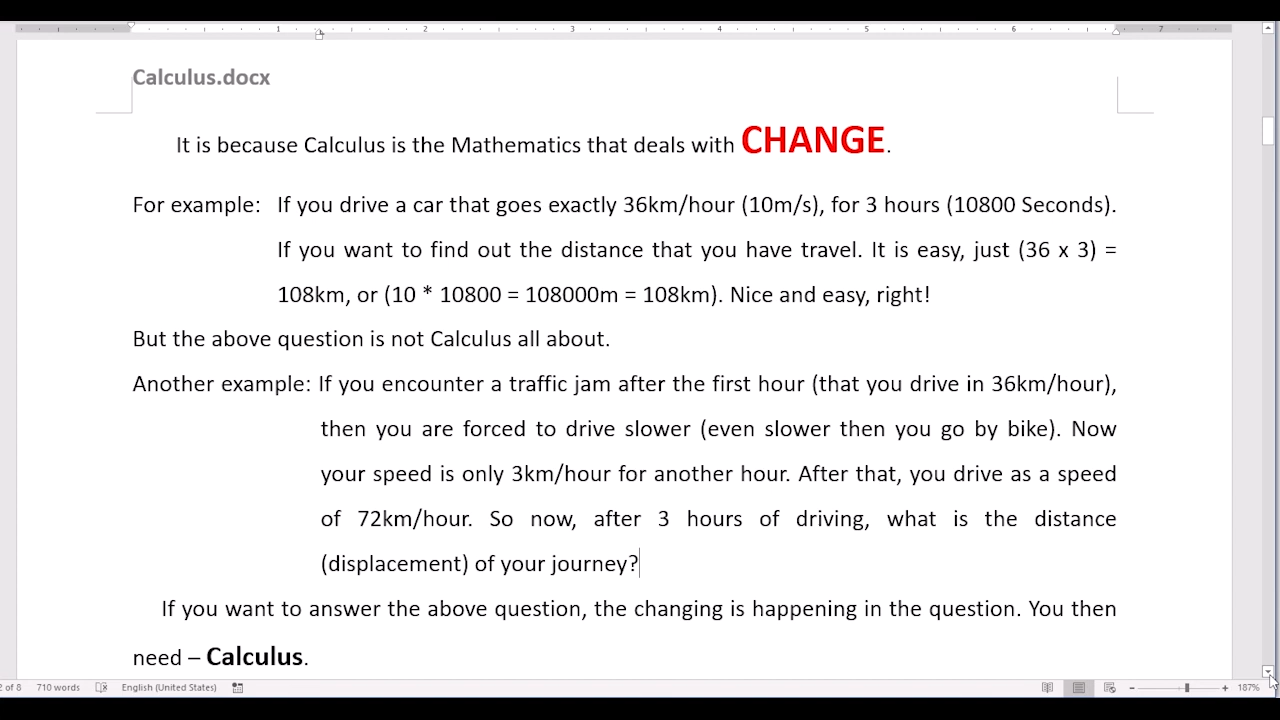 1 2 3 4 5 6 7
Calculus.docx
It is because Calculus is the Mathematics that deals with CHANGE.
For example: If you drive a car that goes exactly 36km/hour (10m/s), for 3 hours (10800 Seconds).
If you want to find out the distance that you have travel. It is easy, just (36 x 3) =
108km, or (10 * 10800 = 108000m = 108km). Nice and easy, right!
But the above question is not Calculus all about.
Another example: If you encounter a traffic jam after the first hour (that you drive in 36km/hour),
then you are forced to drive slower (even slower then you go by bike). Now
your speed is only 3km/hour for another hour. After that, you drive as a speed
of 72km/hour. So now, after 3 hours of driving, what is the distance
(displacement) of your journey?
If you want to answer the above question, the changing is happening in the question. You then
need – Calculus.
2 of 8 710 words English (United States) 187%